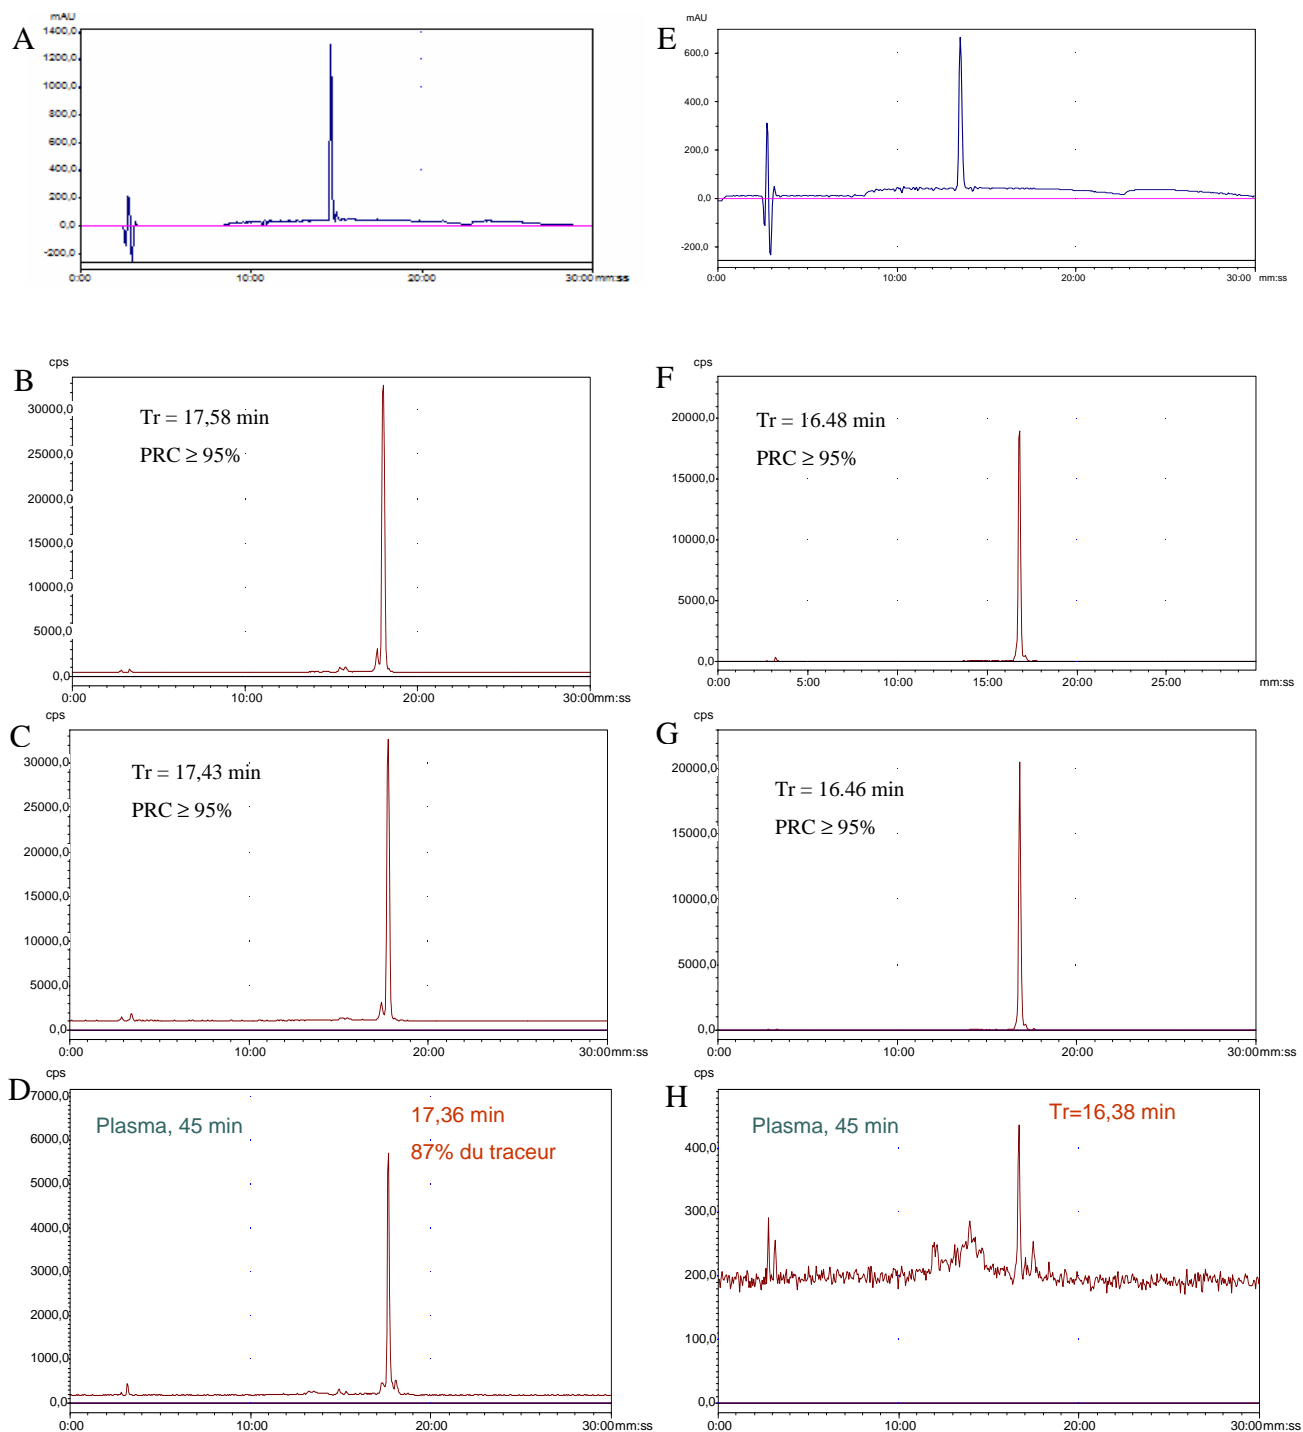 A
mAU
1400,0
1200,0
1000,0
800,0
600,0
400,0
200,0
0,0
-200,0
0:00
10:00
20:00
30:00 mm:ss
E
mAU
600,0
400,0
200,0
0,0
-200,0
0:00
10:00
20:00
30:00 mm:ss
B
cps
30000,0
25000,0
20000,0
15000,0
10000,0
5000,0
0,0
Tr = 17,58 min
PRC ≥ 95%
0:00
10:00
20:00
30:00mm:ss
F
cps
20000,0
15000,0
10000,0
5000,0
0,0
Tr = 16.48 min
PRC ≥ 95%
0:00
5:00
10:00
15:00
20:00
25:00
mm:ss
C
cps
30000,0
25000,0
20000,0
15000,0
10000,0
5000,0
0,0
Tr = 17,43 min
PRC ≥ 95%
0:00
10:00
20:00
30:00mm:ss
G
cps
20000,0
15000,0
10000,0
5000,0
0,0
Tr = 16.46 min
PRC ≥ 95%
0:00
10:00
20:00
30:00mm:ss
D
cps
7000,0
6000,0
5000,0
4000,0
3000,0
2000,0
1000,0
0,0
Plasma, 45 min
17,36 min
87% du traceur
0:00
10:00
20:00
30:00mm:ss
H
cps
400,0
300,0
200,0
100,0
0,0
Plasma, 45 min
Tr=16,38 min
0:00
10:00
20:00
30:00mm:ss